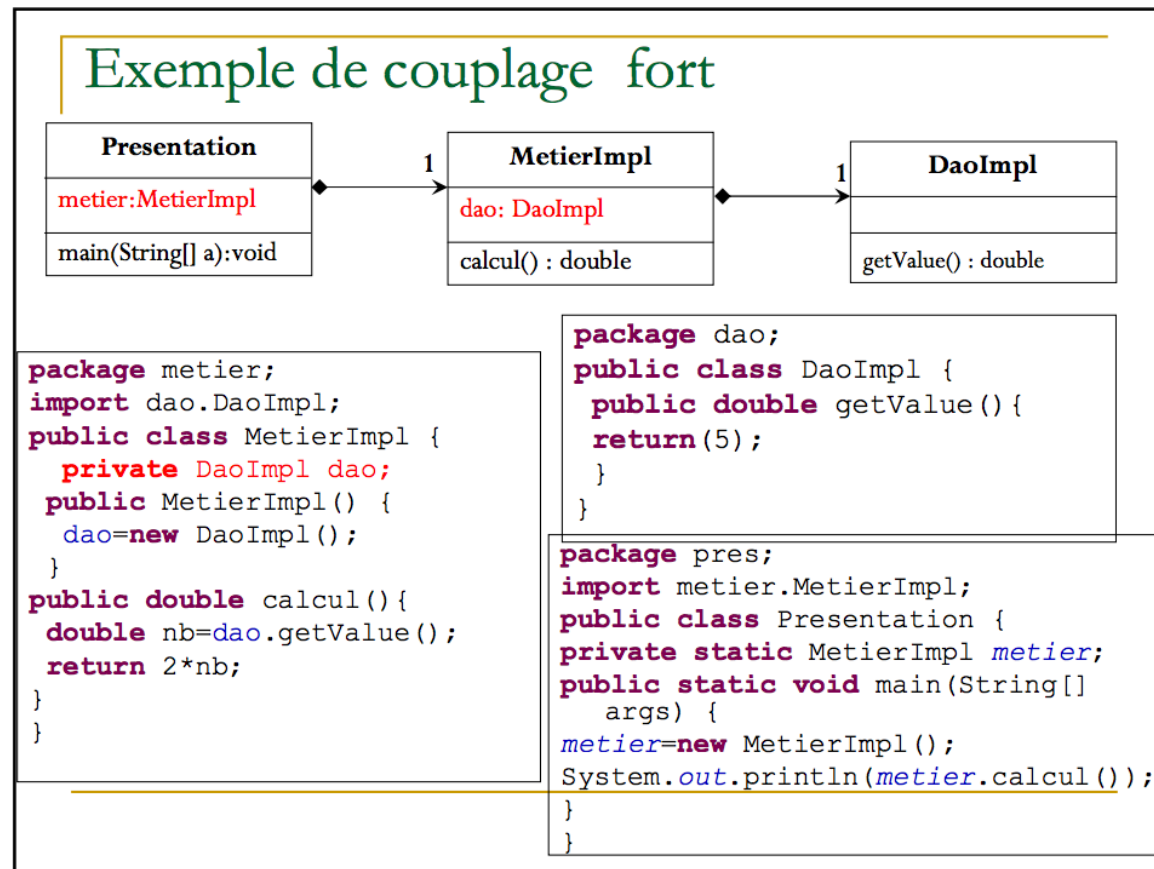 Exemple de couplage fort
Presentation
metier:MetierImpl
main(String[] a):void
1
MetierImpl
dao: DaoImpl
calcul() : double
1
DaoImpl
getValue() : double
package metier;
import dao.DaoImpl;
public class MetierImpl {
private DaoImpl dao;
public MetierImpl() {
dao=new DaoImpl();
}
public double calcul(){
double nb=dao.getValue();
return 2*nb;
}
}
package dao;
public class DaoImpl {
public double getValue(){
return(5);
}
}
package pres;
import metier.MetierImpl;
public class Presentation {
private static MetierImpl metier;
public static void main(String[]
args) {
metier=new MetierImpl();
System.out.println(metier.calcul());
}
}